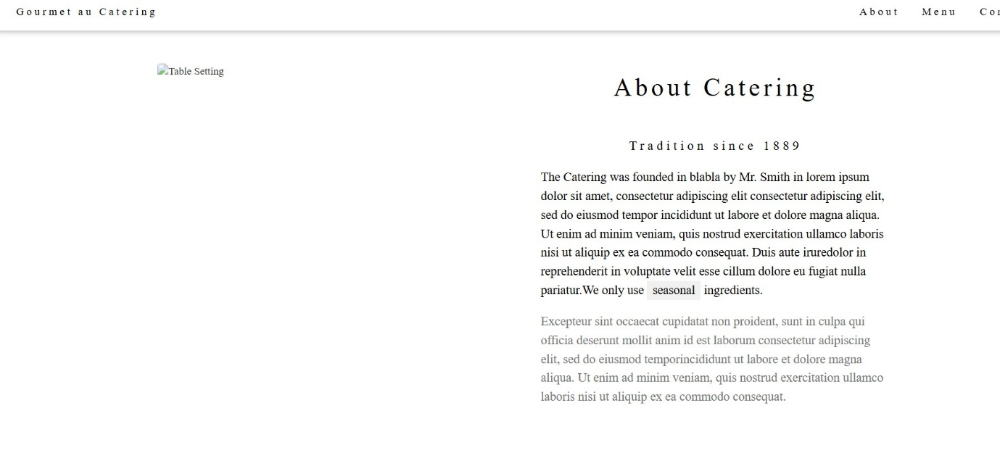 Gourmet au Catering
About Menu
Table Setting
About Catering
Tradition since 1889
The Catering was founded in blabla by Mr. Smith in lorem ipsum
dolor sit amet, consectetur adipiscing elit consectetur adipiscing elit,
sed do eiusmod tempor incididunt ut labore et dolore magna aliqua.
Ut enim ad minim veniam, quis nostrud exercitation ullamco laboris
nisi ut aliquip ex ea commodo consequat. Duis aute iruredolor in
reprehenderit in voluptate velit esse cillum dolore eu fugiat nulla
pariatur.We only use seasonal ingredients.
Excepteur sint occaecat cupidatat non proident, sunt in culpa qui
officia deserunt mollit anim id est laborum consectetur adipiscing
elit, sed do eiusmod temporincididunt ut labore et dolore magna
aliqua. Ut enim ad minim veniam, quis nostrud exercitation ullamco
laboris nisi ut aliquip ex ea commodo consequat.